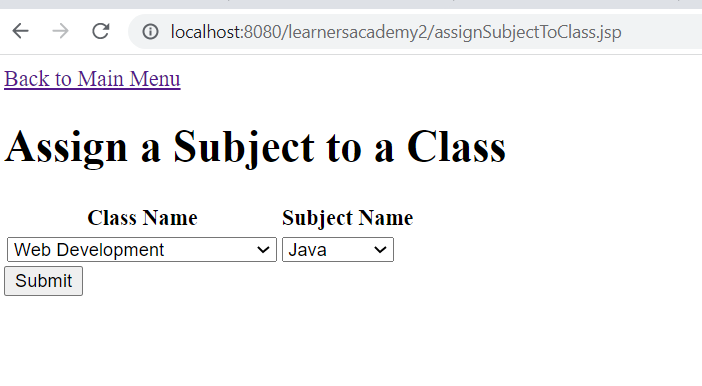 localhost:8080/learnersacademy2/assignSubjectToClass.jsp
Back to Main Menu
Assign a Subject to a Class
Class Name Subject Name
Web Development Java
Submit